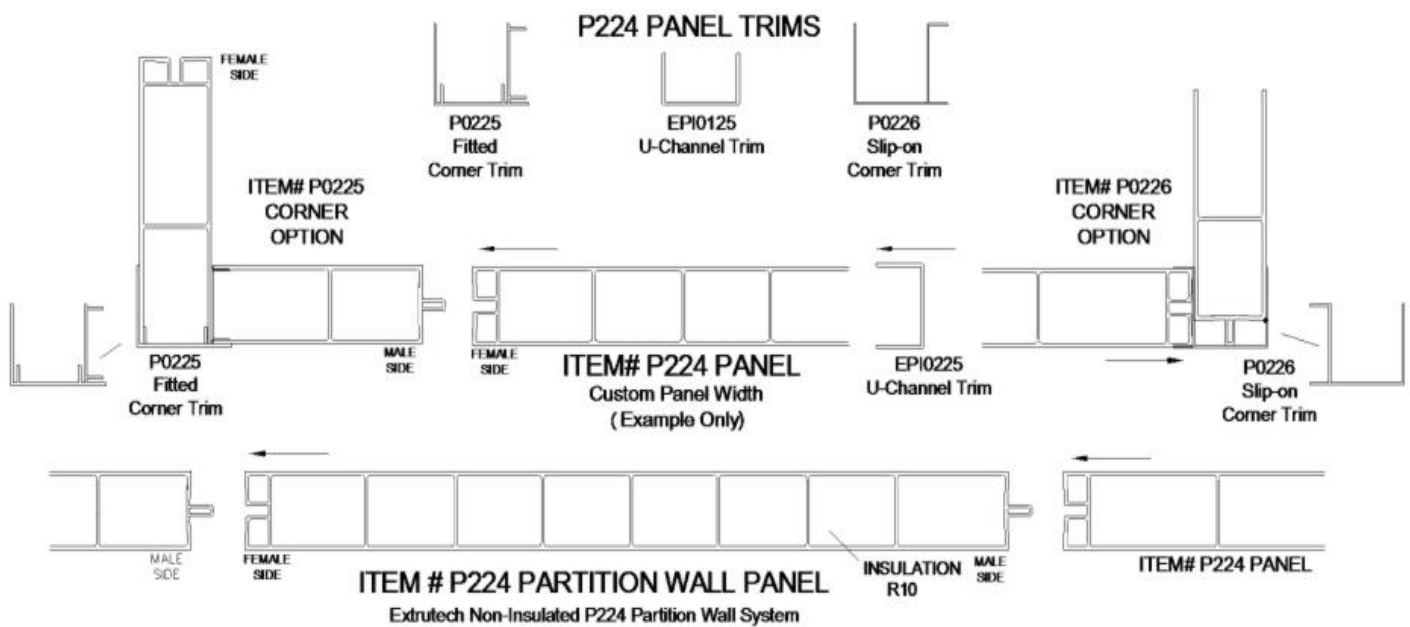 P224 PANEL TRIMS
FEMALE
SIDE
P0225
Fitted
Corner Trim
EPI0125
U-Channel Trim
P0226
Slip-on
Corner Trim
ITEM# P0225
CORNER
OPTION
ITEM# P0226
CORNER
OPTION
P0225
Fitted
Corner Trim
MALE
SIDE
FEMALE
SIDE
ITEM# P224 PANEL
Custom Panel Width
( Example Only)
EPI0225
U-Channel Trim
P0226
Slip-on
Corner Trim
MALE
SIDE
FEMALE
SIDE
ITEM # P224 PARTITION WALL PANEL
Extrutech Non-Insulated P224 Partition Wall System
INSULATION
R10
MALE
SIDE
ITEM# P224 PANEL